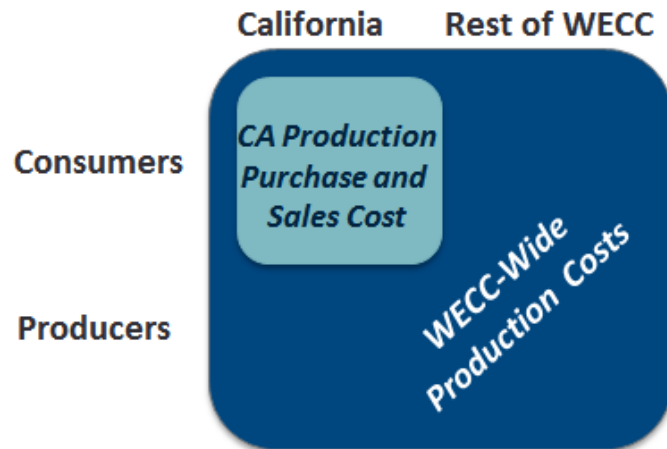 California Rest of WECC
Consumers
CA Production
Purchase and
Sales Cost
Producers
WECC-Wide
Production Costs